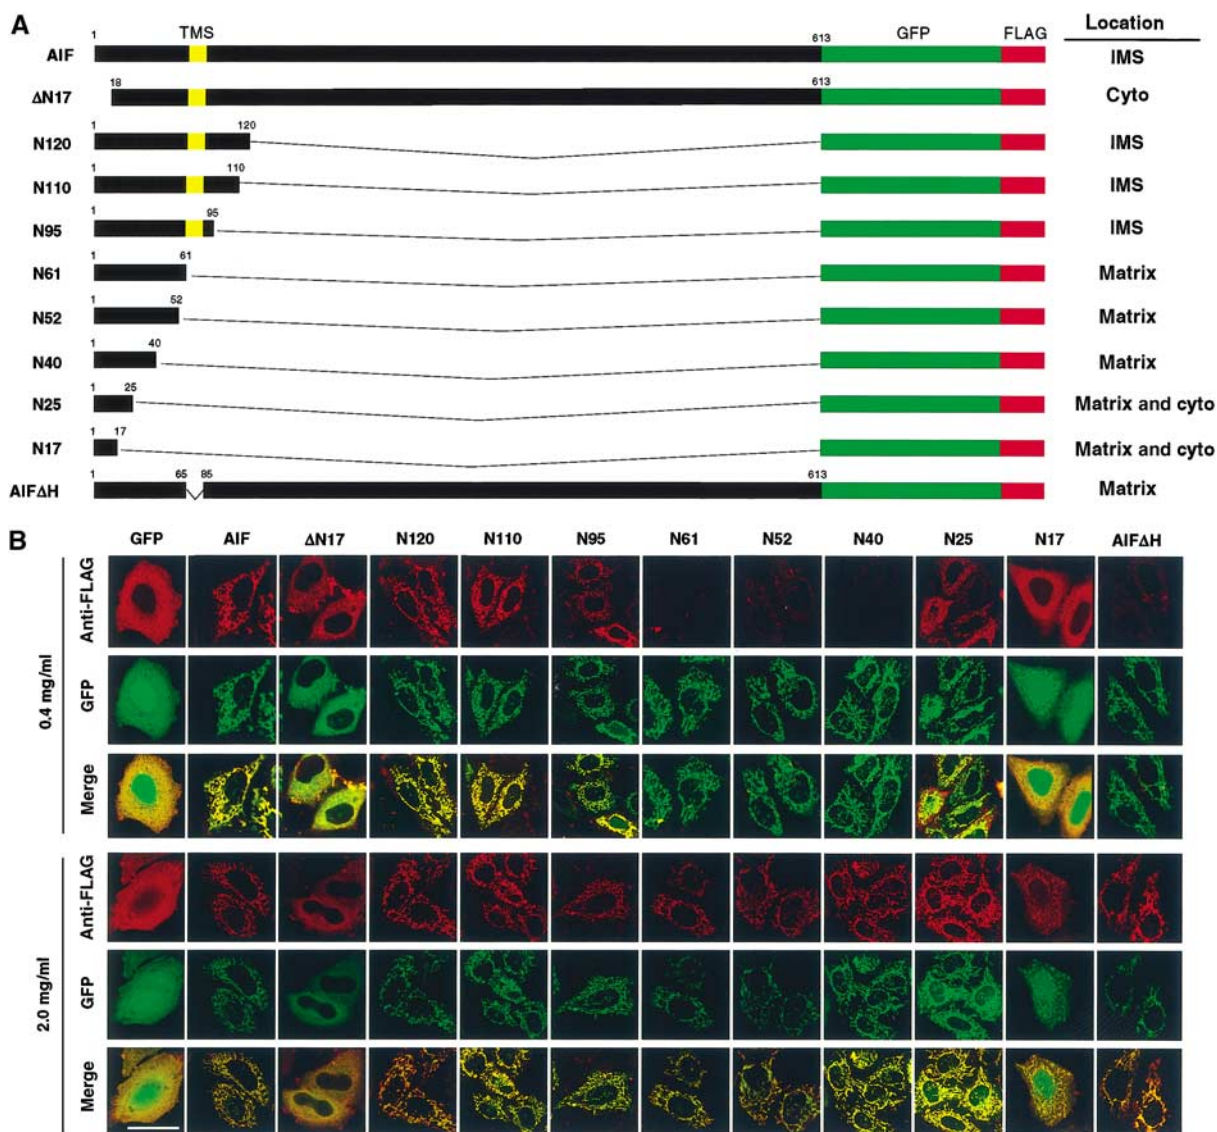 A
Location
TMS
GFP
FLAG
AIF 1 613 IMS
ΔN17 18 613 Cyto
N120 1 120 IMS
N110 1 110 IMS
N95 1 95 IMS
N61 1 61 Matrix
N52 1 52 Matrix
N40 1 40 Matrix
N25 1 25 Matrix and cyto
N17 1 17 Matrix and cyto
AIFΔH 1 65 85 613 Matrix
B
GFP AIF ΔN17 N120 N110 N95 N61 N52 N40 N25 N17 AIFΔH
0.4 mg/ml
Anti-FLAG
GFP
Merge
2.0 mg/ml
Anti-FLAG
GFP
Merge